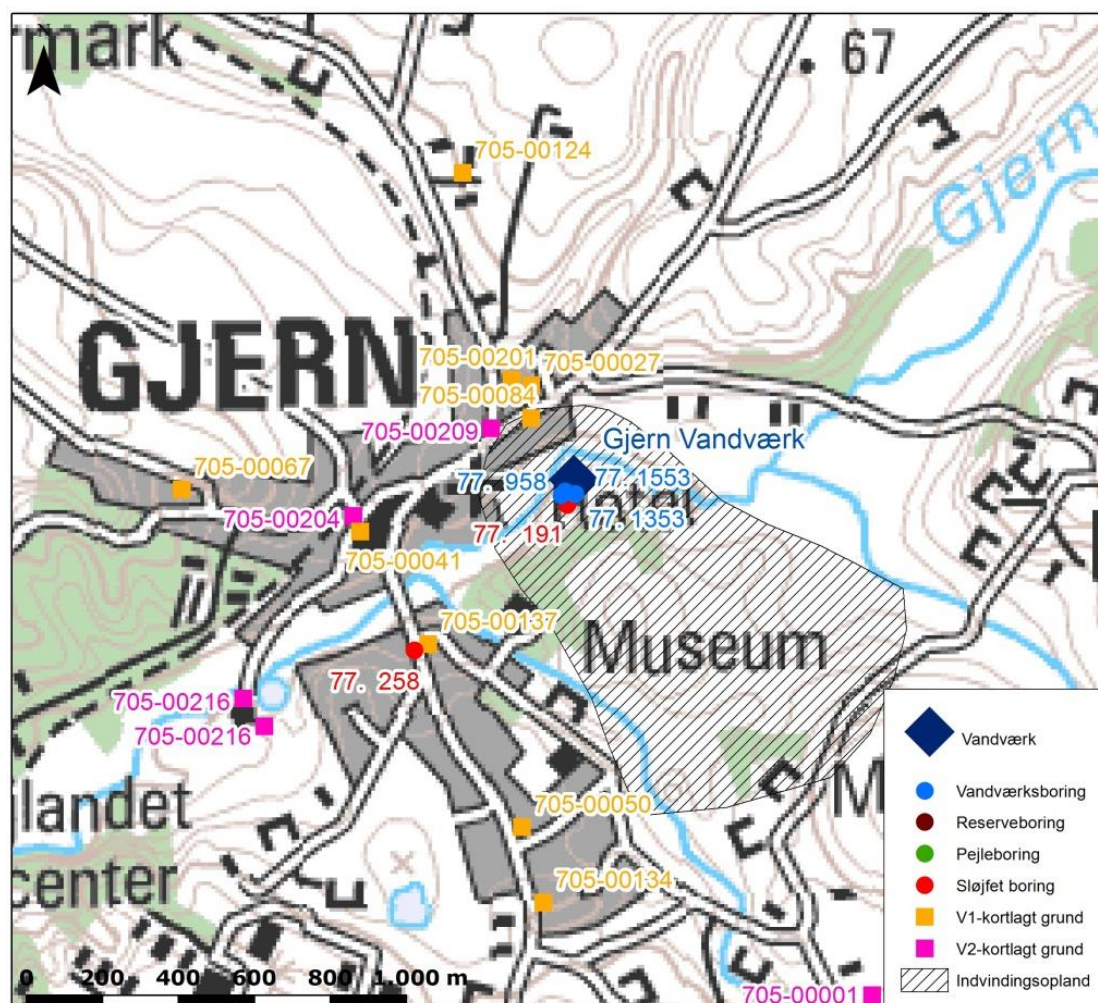 rmark
67
705-00124
Gjern
GJERN
705-00201
705-00027
705-00084
705-00209
Gjern Vandværk
705-00067
77. 958
77. 1553
705-00204
77. 191
77. 1353
705-00041
705-00137
Museum
77. 258
705-00216
705-00216
landet
center
705-00050
M
705-00134
705-00001
0 200 400 600 800 1.000 m
Vandværk
Vandværksboring
Reserveboring
Pejleboring
Sløjfet boring
V1-kortlagt grund
V2-kortlagt grund
Indvindingsopland